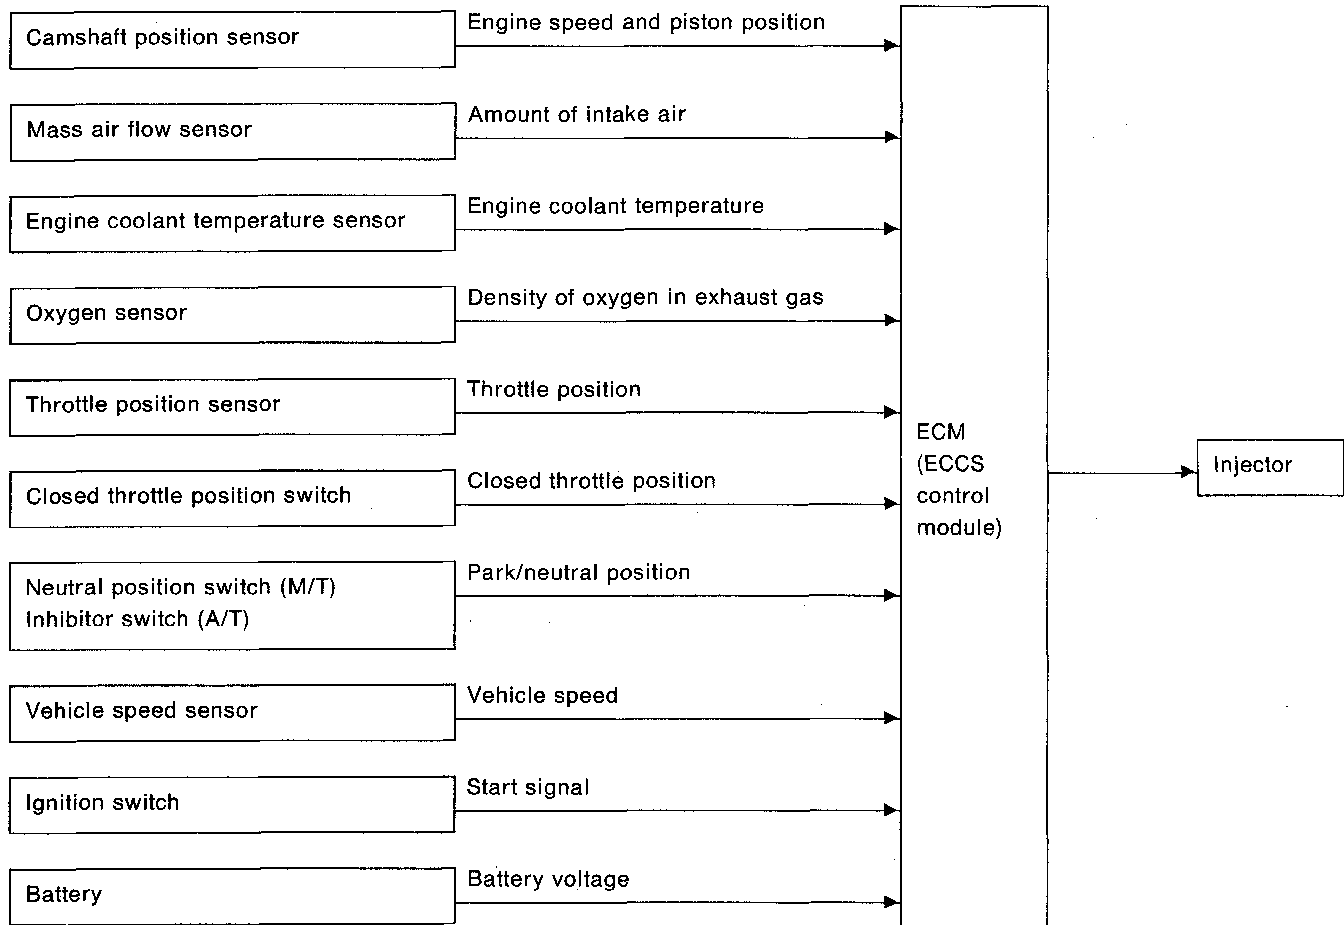 Camshaft position sensor
Engine speed and piston position
Mass air flow sensor
Amount of intake air
Engine coolant temperature sensor
Engine coolant temperature
Oxygen sensor
Density of oxygen in exhaust gas
Throttle position sensor
Throttle position
Closed throttle position switch
Closed throttle position
Neutral position switch (M/T)
Inhibitor switch (A/T)
Park/neutral position
Vehicle speed sensor
Vehicle speed
Ignition switch
Start signal
Battery
Battery voltage
ECM
(ECCS
control
module)
Injector